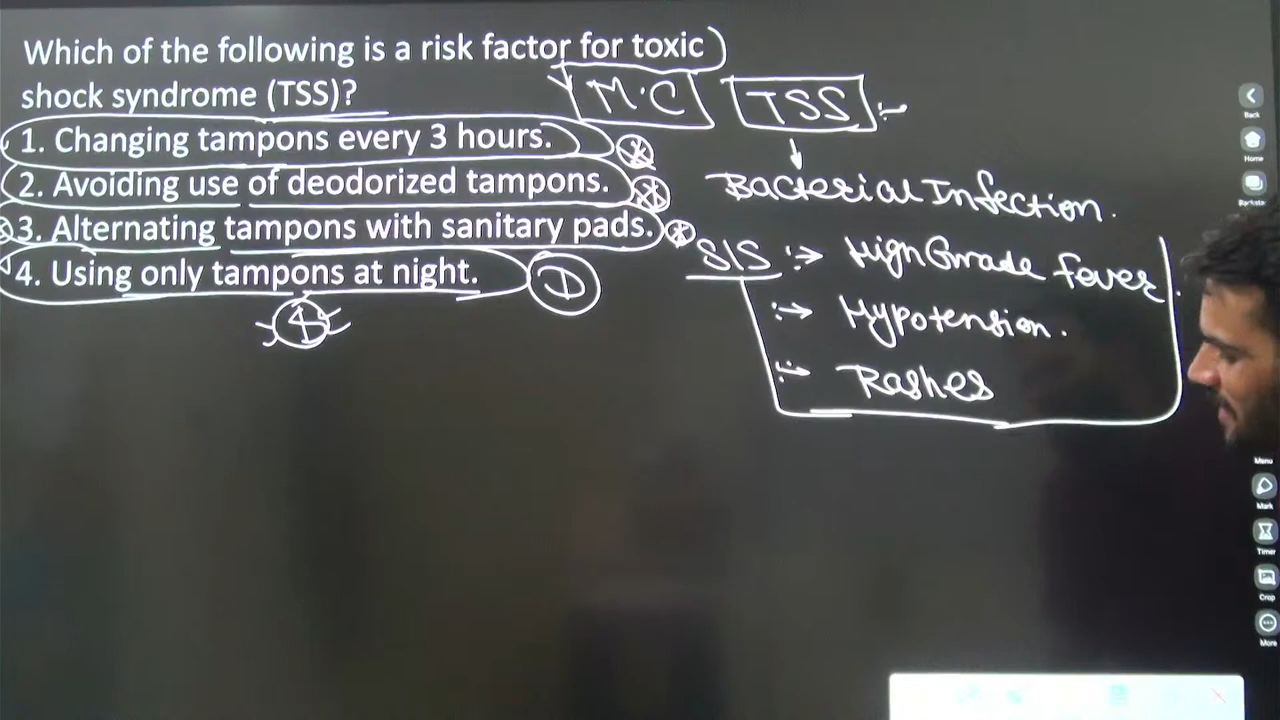 Which of the following is a risk factor for toxic
shock syndrome (TSS)?
1. Changing tampons every 3 hours.
2. Avoiding use of deodorized tampons.
3. Alternating tampons with sanitary pads.
4. Using only tampons at night.
M.C
TSS
Bacterial Infection.
S/S :→ High Grade fever
:→ Hypotension.
:→ Rashes
Back
Home
Menu
Mark
Timer
Crop
More